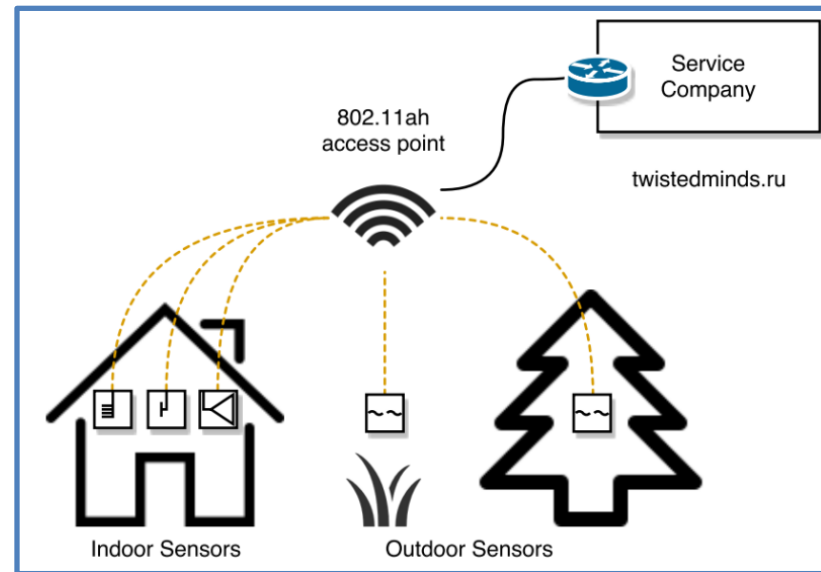 Service
Company
802.11ah
access point
twistedminds.ru
Indoor Sensors
Outdoor Sensors